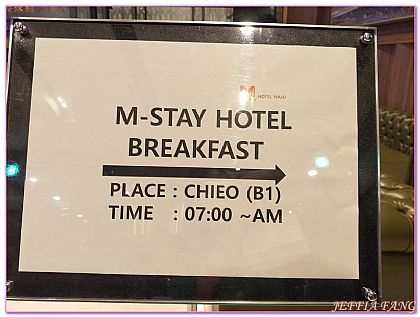 M
HOTEL NAJU
M-STAY HOTEL
BREAKFAST
PLACE : CHIEO (B1)
TIME : 07:00 ~AM
JEFFIA FANG